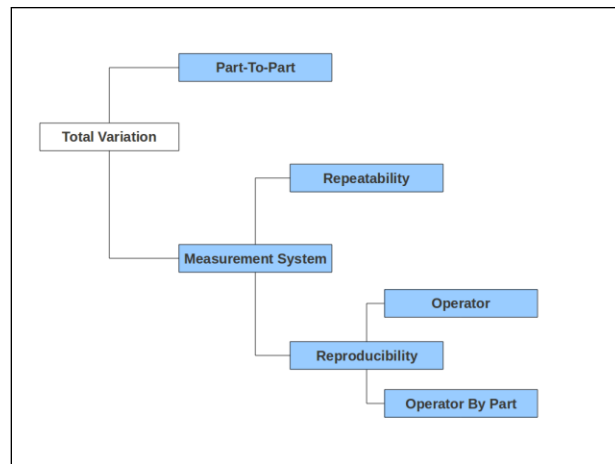 Part-To-Part
Total Variation
Repeatability
Measurement System
Operator
Reproducibility
Operator By Part